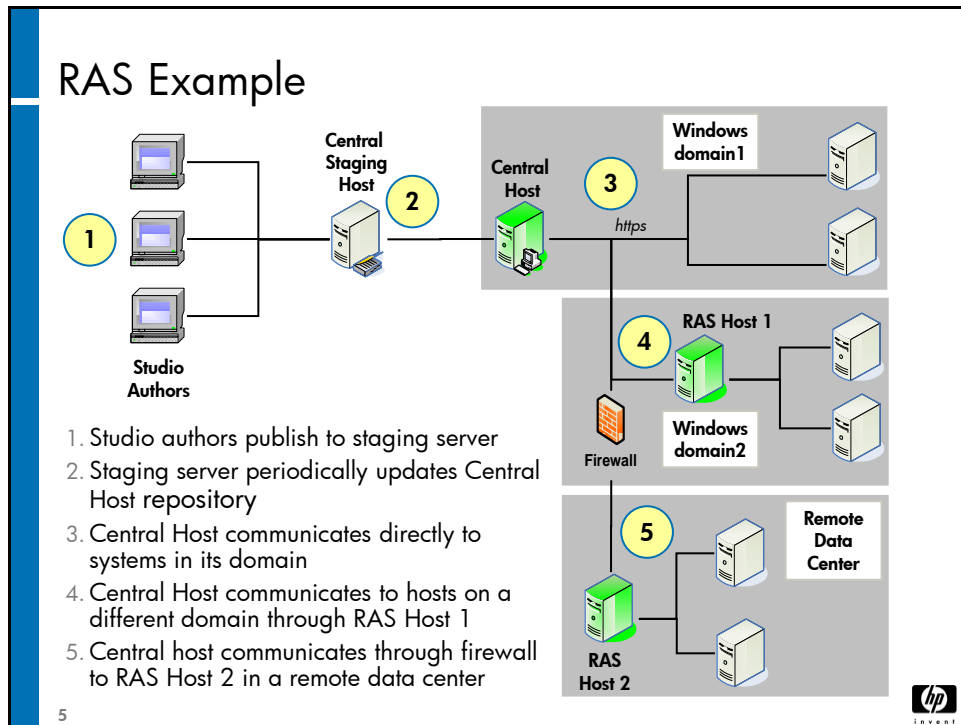 RAS Example
Central
Staging
Host
Central
Host
Windows
domain1
1
2
3
https
Studio
Authors
4
RAS Host 1
Windows
domain2
Firewall
5
Remote
Data
Center
RAS
Host 2
1. Studio authors publish to staging server
2. Staging server periodically updates Central
Host repository
3. Central Host communicates directly to
systems in its domain
4. Central Host communicates to hosts on a
different domain through RAS Host 1
5. Central host communicates through firewall
to RAS Host 2 in a remote data center
5
hp
invent